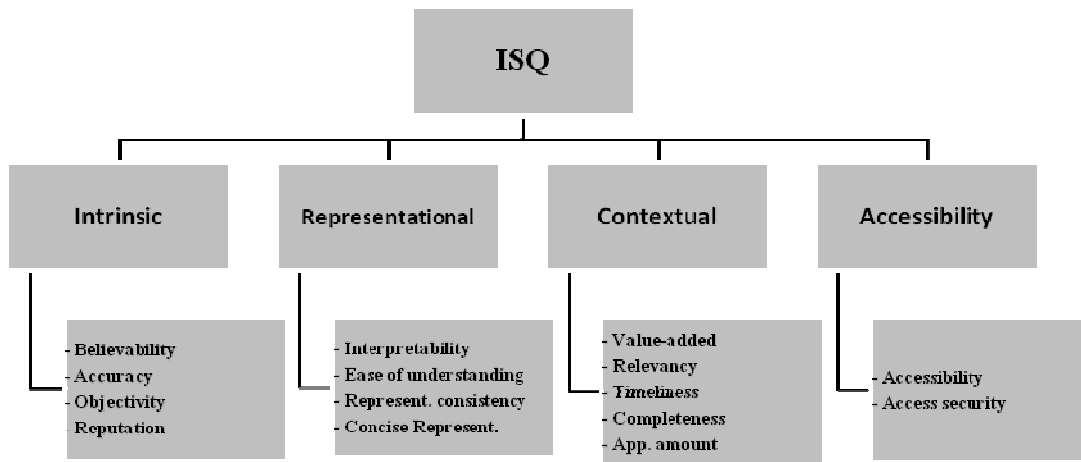 ISQ
Intrinsic
Representational
Contextual
Accessibility
- Believability
- Accuracy
- Objectivity
- Reputation
- Interpretability
- Ease of understanding
- Represent. consistency
- Concise Represent.
- Value-added
- Relevancy
- Timeliness
- Completeness
- App. amount
- Accessibility
- Access security